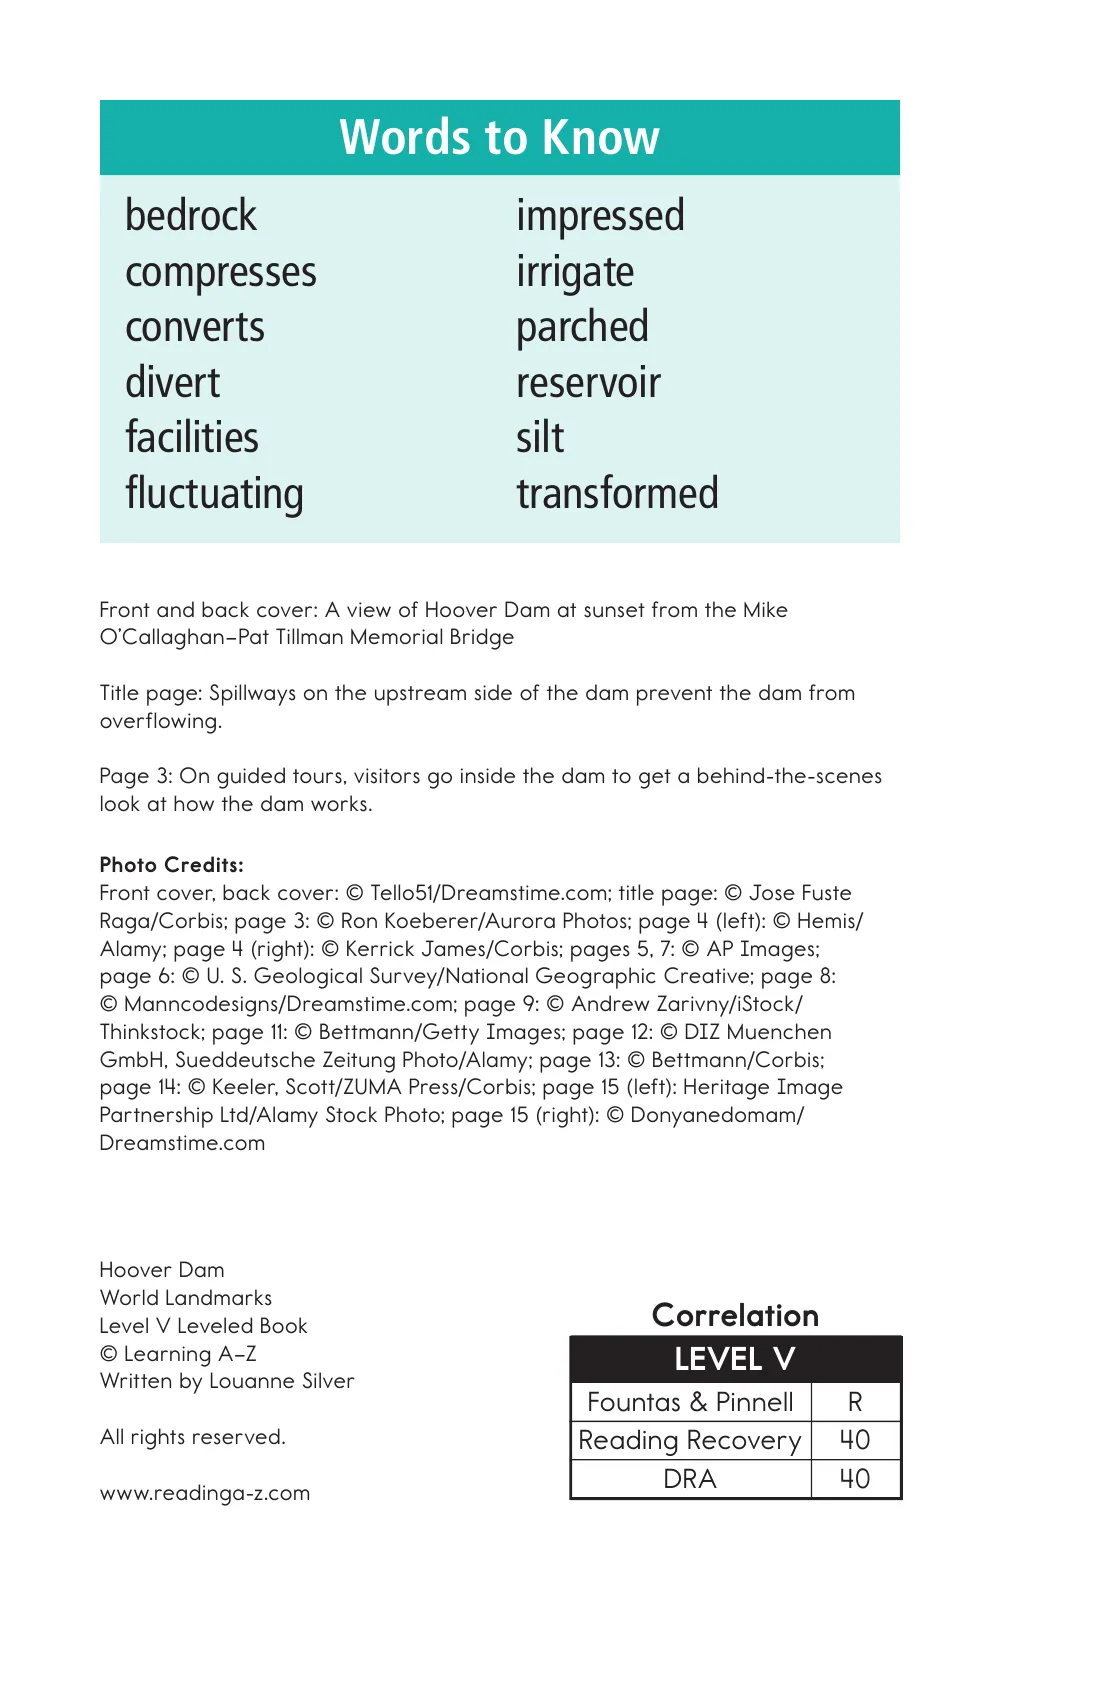 Words to Know
bedrock
compresses
converts
divert
facilities
fluctuating
impressed
irrigate
parched
reservoir
silt
transformed
Front and back cover: A view of Hoover Dam at sunset from the Mike
O’Callaghan–Pat Tillman Memorial Bridge
Title page: Spillways on the upstream side of the dam prevent the dam from
overflowing.
Page 3: On guided tours, visitors go inside the dam to get a behind-the-scenes
look at how the dam works.
Photo Credits:
Front cover, back cover: © Tello51/Dreamstime.com; title page: © Jose Fuste
Raga/Corbis; page 3: © Ron Koeberer/Aurora Photos; page 4 (left): © Hemis/
Alamy; page 4 (right): © Kerrick James/Corbis; pages 5, 7: © AP Images;
page 6: © U. S. Geological Survey/National Geographic Creative; page 8:
© Manncodesigns/Dreamstime.com; page 9: © Andrew Zarivny/iStock/
Thinkstock; page 11: © Bettmann/Getty Images; page 12: © DIZ Muenchen
GmbH, Sueddeutsche Zeitung Photo/Alamy; page 13: © Bettmann/Corbis;
page 14: © Keeler, Scott/ZUMA Press/Corbis; page 15 (left): Heritage Image
Partnership Ltd/Alamy Stock Photo; page 15 (right): © Donyanedomam/
Dreamstime.com
Hoover Dam
World Landmarks
Level V Leveled Book
© Learning A–Z
Written by Louanne Silver
All rights reserved.
www.readinga-z.com
Correlation
LEVEL V
Fountas & Pinnell R
Reading Recovery 40
DRA 40